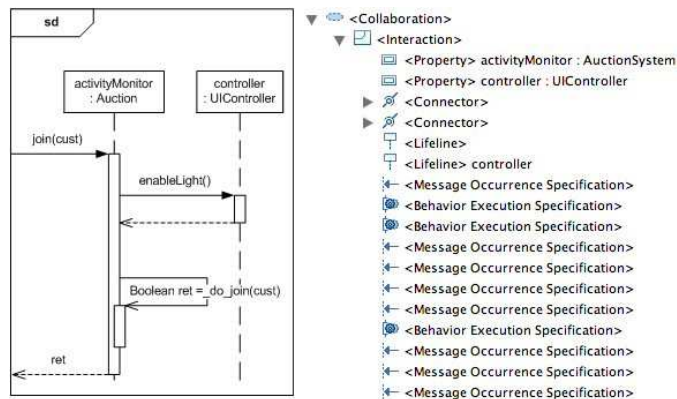 sd
activityMonitor
: Auction
controller
: UIController
join(cust)
enableLight()
Boolean ret =_do_join(cust)
ret
<Collaboration>
<Interaction>
<Property> activityMonitor : AuctionSystem
<Property> controller : UIController
<Connector>
<Connector>
<Lifeline>
<Lifeline> controller
<Message Occurrence Specification>
<Behavior Execution Specification>
<Behavior Execution Specification>
<Message Occurrence Specification>
<Message Occurrence Specification>
<Message Occurrence Specification>
<Message Occurrence Specification>
<Behavior Execution Specification>
<Message Occurrence Specification>
<Message Occurrence Specification>
<Message Occurrence Specification>